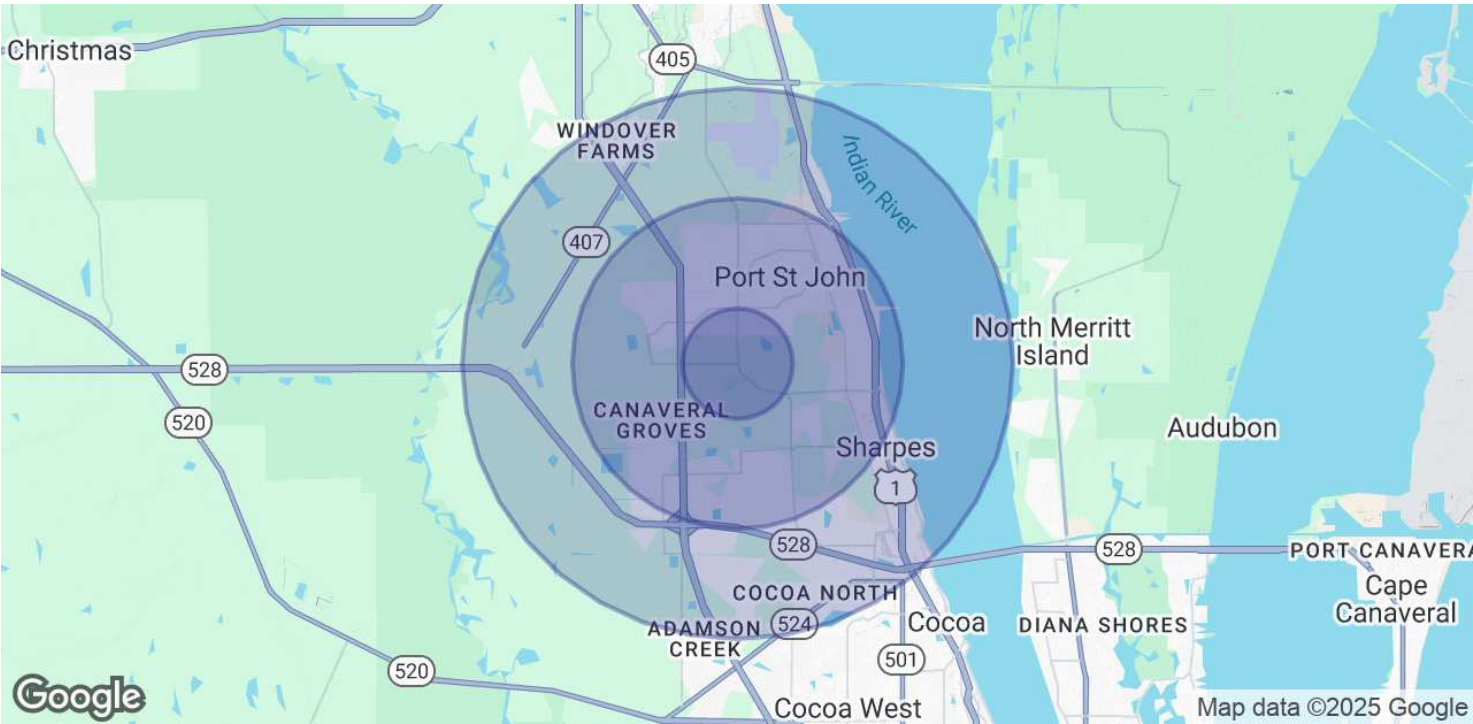 Christmas
405
WINDOVER
FARMS
Indian River
407
Port St John
North Merritt
Island
528
520
CANAVERAL
GROVES
Audubon
Sharpes
1
528
528
PORT CANAVERA
COCOA NORTH
Cape
Canaveral
524
Cocoa
DIANA SHORES
ADAMSON
CREEK
501
520
Cocoa West
Google
Map data ©2025 Google